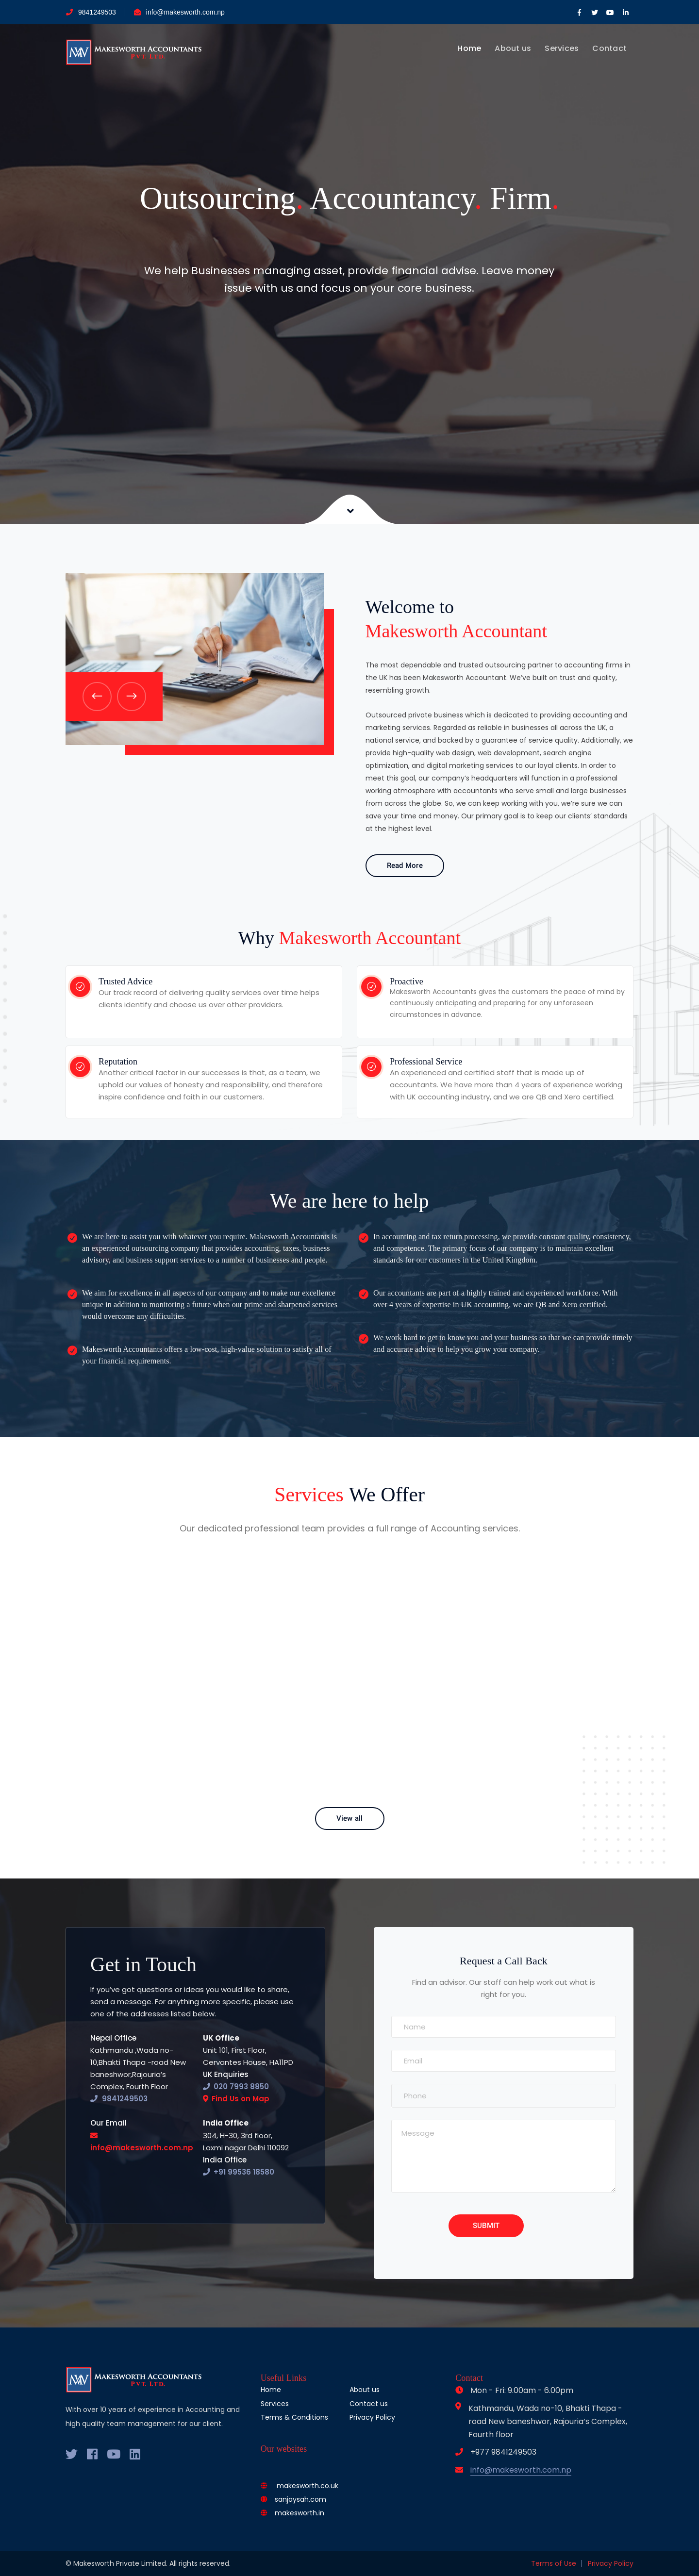 9841249503
info@makesworth.com.np
MAKESWORTH ACCOUNTANTS
PVT. LTD.
Home
About us
Services
Contact
Outsourcing. Accountancy. Firm.
We help Businesses managing asset, provide financial advise. Leave money
issue with us and focus on your core business.
Welcome to
Makesworth Accountant
The most dependable and trusted outsourcing partner to accounting firms in
the UK has been Makesworth Accountant. We've built on trust and quality,
resembling growth.
Outsourced private business which is dedicated to providing accounting and
marketing services. Regarded as reliable in businesses all across the UK, a
national service, and backed by a guarantee of service quality. Additionally, we
provide high-quality web design, web development, search engine
optimization, and digital marketing services to our loyal clients. In order to
meet this goal, our company's headquarters will function in a professional
working atmosphere with accountants who serve small and large businesses
from across the globe. So, we can keep working with you, we're sure we can
save your time and money. Our primary goal is to keep our clients' standards
at the highest level.
Read More
Why Makesworth Accountant
Trusted Advice
Our track record of delivering quality services over time helps
clients identify and choose us over other providers.
Proactive
Makesworth Accountants gives the customers the peace of mind by
continuously anticipating and preparing for any unforeseen
circumstances in advance.
Reputation
Another critical factor in our successes is that, as a team, we
uphold our values of honesty and responsibility, and therefore
inspire confidence and faith in our customers.
Professional Service
An experienced and certified staff that is made up of
accountants. We have more than 4 years of experience working
with UK accounting industry, and we are QB and Xero certified.
We are here to help
We are here to assist you with whatever you require. Makesworth Accountants is
an experienced outsourcing company that provides accounting, taxes, business
advisory, and business support services to a number of businesses and people.
We aim for excellence in all aspects of our company and to make our excellence
unique in addition to monitoring a future when our prime and sharpened services
would overcome any difficulties.
Makesworth Accountants offers a low-cost, high-value solution to satisfy all of
your financial requirements.
In accounting and tax return processing, we provide constant quality, consistency,
and competence. The primary focus of our company is to maintain excellent
standards for our customers in the United Kingdom.
Our accountants are part of a highly trained and experienced workforce. With
over 4 years of expertise in UK accounting, we are QB and Xero certified.
We work hard to get to know you and your business so that we can provide timely
and accurate advice to help you grow your company.
Services We Offer
Our dedicated professional team provides a full range of Accounting services.
View all
Get in Touch
If you've got questions or ideas you would like to share,
send a message. For anything more specific, please use
one of the addresses listed below.
Nepal Office
Kathmandu ,Wada no-
10,Bhakti Thapa -road New
baneshwor,Rajouria's
Complex, Fourth Floor
9841249503
UK Office
Unit 101, First Floor,
Cervantes House, HA11PD
UK Enquiries
020 7993 8850
Find Us on Map
Our Email
info@makesworth.com.np
India Office
304, H-30, 3rd floor,
Laxmi nagar Delhi 110092
India Office
+91 99536 18580
Request a Call Back
Find an advisor. Our staff can help work out what is
right for you.
Name
Email
Phone
Message
SUBMIT
MAKESWORTH ACCOUNTANTS
PVT. LTD.
With over 10 years of experience in Accounting and
high quality team management for our client.
Useful Links
Home
About us
Services
Contact us
Terms & Conditions
Privacy Policy
Our websites
makesworth.co.uk
sanjaysah.com
makesworth.in
Contact
Mon - Fri: 9.00am - 6.00pm
Kathmandu, Wada no-10, Bhakti Thapa -
road New baneshwor, Rajouria's Complex,
Fourth floor
+977 9841249503
info@makesworth.com.np
© Makesworth Private Limited. All rights reserved.
Terms of Use | Privacy Policy